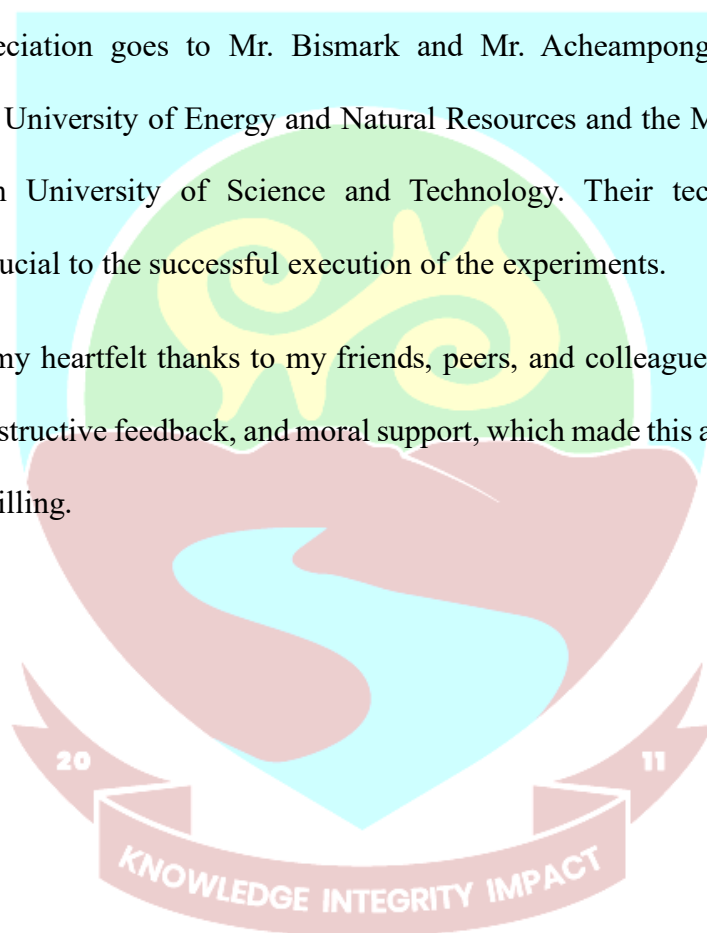 eciation goes to Mr. Bismark and Mr. Acheampong
University of Energy and Natural Resources and the M
n University of Science and Technology. Their tec
ucial to the successful execution of the experiments.
my heartfelt thanks to my friends, peers, and colleague
structive feedback, and moral support, which made this a
illing.
20 11
KNOWLEDGE INTEGRITY IMPACT